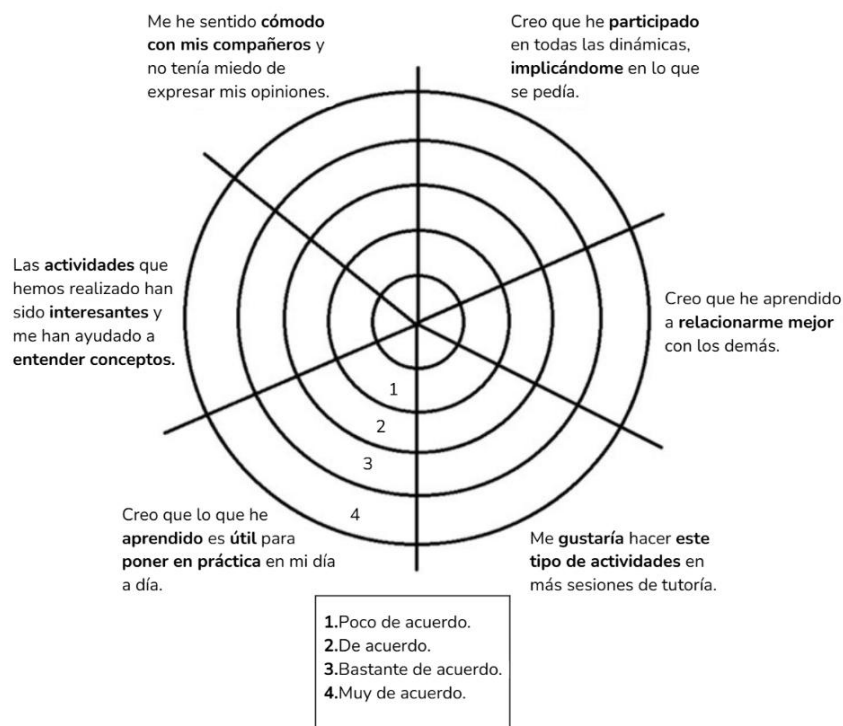 Me he sentido cómodo
con mis compañeros y
no tenía miedo de
expresar mis opiniones.
Creo que he participado
en todas las dinámicas,
implicándome en lo que
se pedía.
Las actividades que
hemos realizado han
sido interesantes y
me han ayudado a
entender conceptos.
Creo que he aprendido
a relacionarme mejor
con los demás.
1
2
3
4
Creo que lo que he
aprendido es útil para
poner en práctica en mi día
a día.
Me gustaría hacer este
tipo de actividades en
más sesiones de tutoría.
1.Poco de acuerdo.
2.De acuerdo.
3.Bastante de acuerdo.
4.Muy de acuerdo.